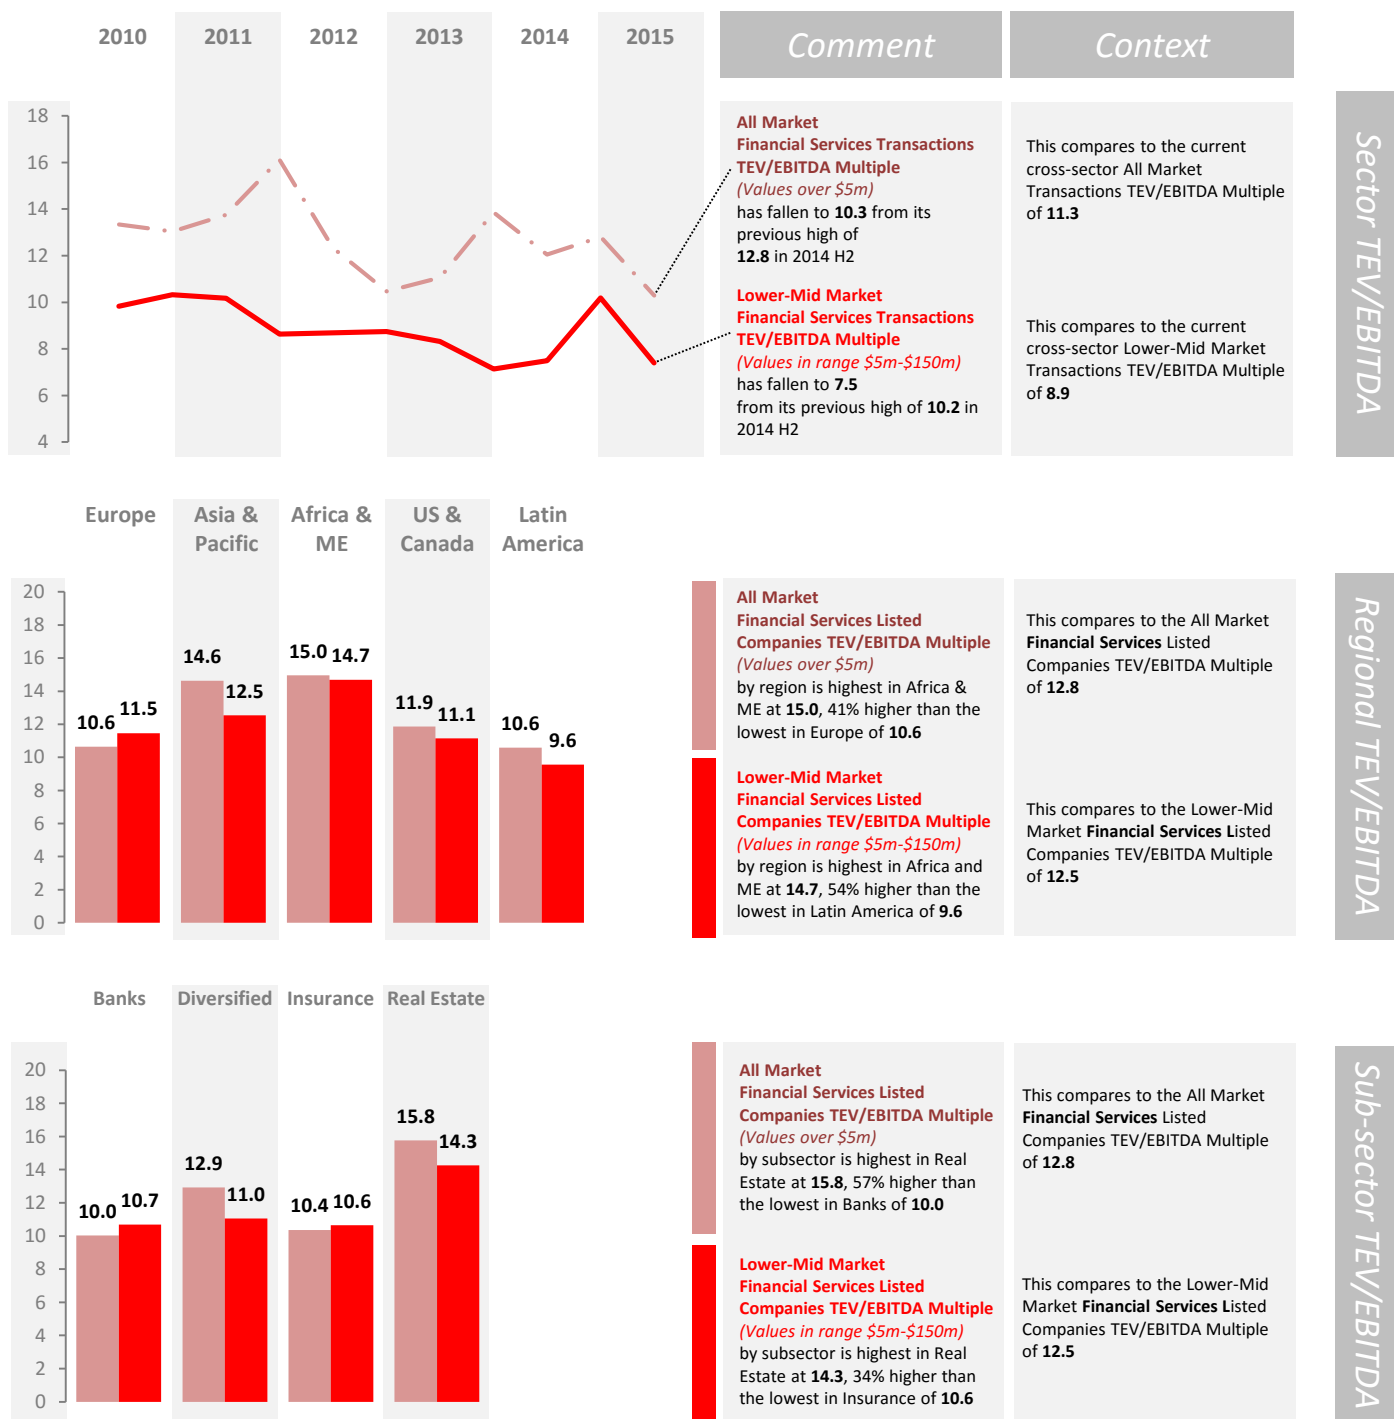 2010 2011 2012 2013 2014 2015
Comment
Context
18
16
14
12
10
8
6
4
All Market
Financial Services Transactions
TEV/EBITDA Multiple
(Values over $5m)
has fallen to 10.3 from its
previous high of
12.8 in 2014 H2
Lower-Mid Market
Financial Services Transactions
TEV/EBITDA Multiple
(Values in range $5m-$150m)
has fallen to 7.5
from its previous high of 10.2 in
2014 H2
This compares to the current
cross-sector All Market
Transactions TEV/EBITDA Multiple
of 11.3
This compares to the current
cross-sector Lower-Mid Market
Transactions TEV/EBITDA Multiple
of 8.9
Sector TEV/EBITDA
Europe
Asia &
Pacific
Africa &
ME
US &
Canada
Latin
America
20
18
16
14
12
10
8
6
4
2
0
10.6 11.5
14.6 12.5
15.0 14.7
11.9 11.1
10.6 9.6
All Market
Financial Services Listed
Companies TEV/EBITDA Multiple
(Values over $5m)
by region is highest in Africa &
ME at 15.0, 41% higher than the
lowest in Europe of 10.6
Lower-Mid Market
Financial Services Listed
Companies TEV/EBITDA Multiple
(Values in range $5m-$150m)
by region is highest in Africa and
ME at 14.7, 54% higher than the
lowest in Latin America of 9.6
This compares to the All Market
Financial Services Listed
Companies TEV/EBITDA Multiple
of 12.8
This compares to the Lower-Mid
Market Financial Services Listed
Companies TEV/EBITDA Multiple
of 12.5
Regional TEV/EBITDA
Banks Diversified Insurance Real Estate
20
18
16
14
12
10
8
6
4
2
0
10.0 10.7
12.9 11.0
10.4 10.6
15.8 14.3
All Market
Financial Services Listed
Companies TEV/EBITDA Multiple
(Values over $5m)
by subsector is highest in Real
Estate at 15.8, 57% higher than
the lowest in Banks of 10.0
Lower-Mid Market
Financial Services Listed
Companies TEV/EBITDA Multiple
(Values in range $5m-$150m)
by subsector is highest in Real
Estate at 14.3, 34% higher than
the lowest in Insurance of 10.6
This compares to the All Market
Financial Services Listed
Companies TEV/EBITDA Multiple
of 12.8
This compares to the Lower-Mid
Market Financial Services Listed
Companies TEV/EBITDA Multiple
of 12.5
Sub-sector TEV/EBITDA